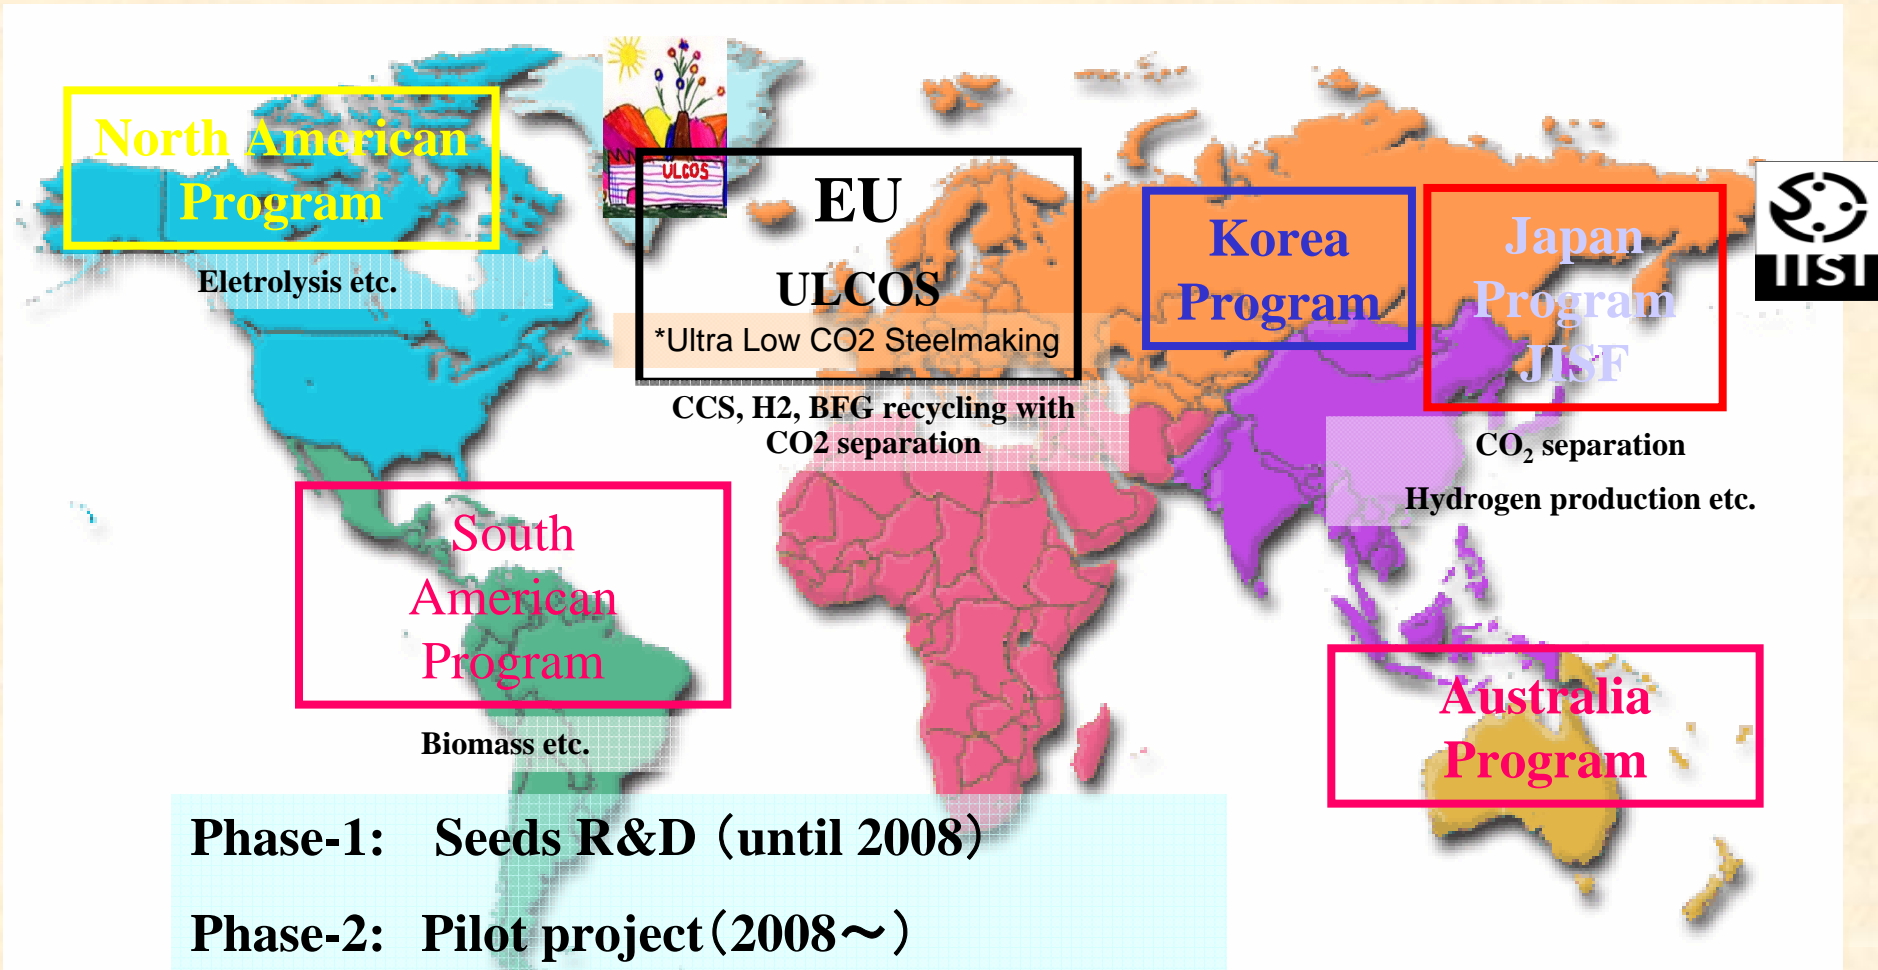 North American
Program
Eletrolysis etc.
ULCOS
EU
ULCOS
*Ultra Low CO2 Steelmaking
CCS, H2, BFG recycling with
CO2 separation
Korea
Program
Japan
Program
JISF
IISI
CO₂ separation
Hydrogen production etc.
South
American
Program
Biomass etc.
Australia
Program
Phase-1: Seeds R&D（until 2008）
Phase-2: Pilot project（2008～）